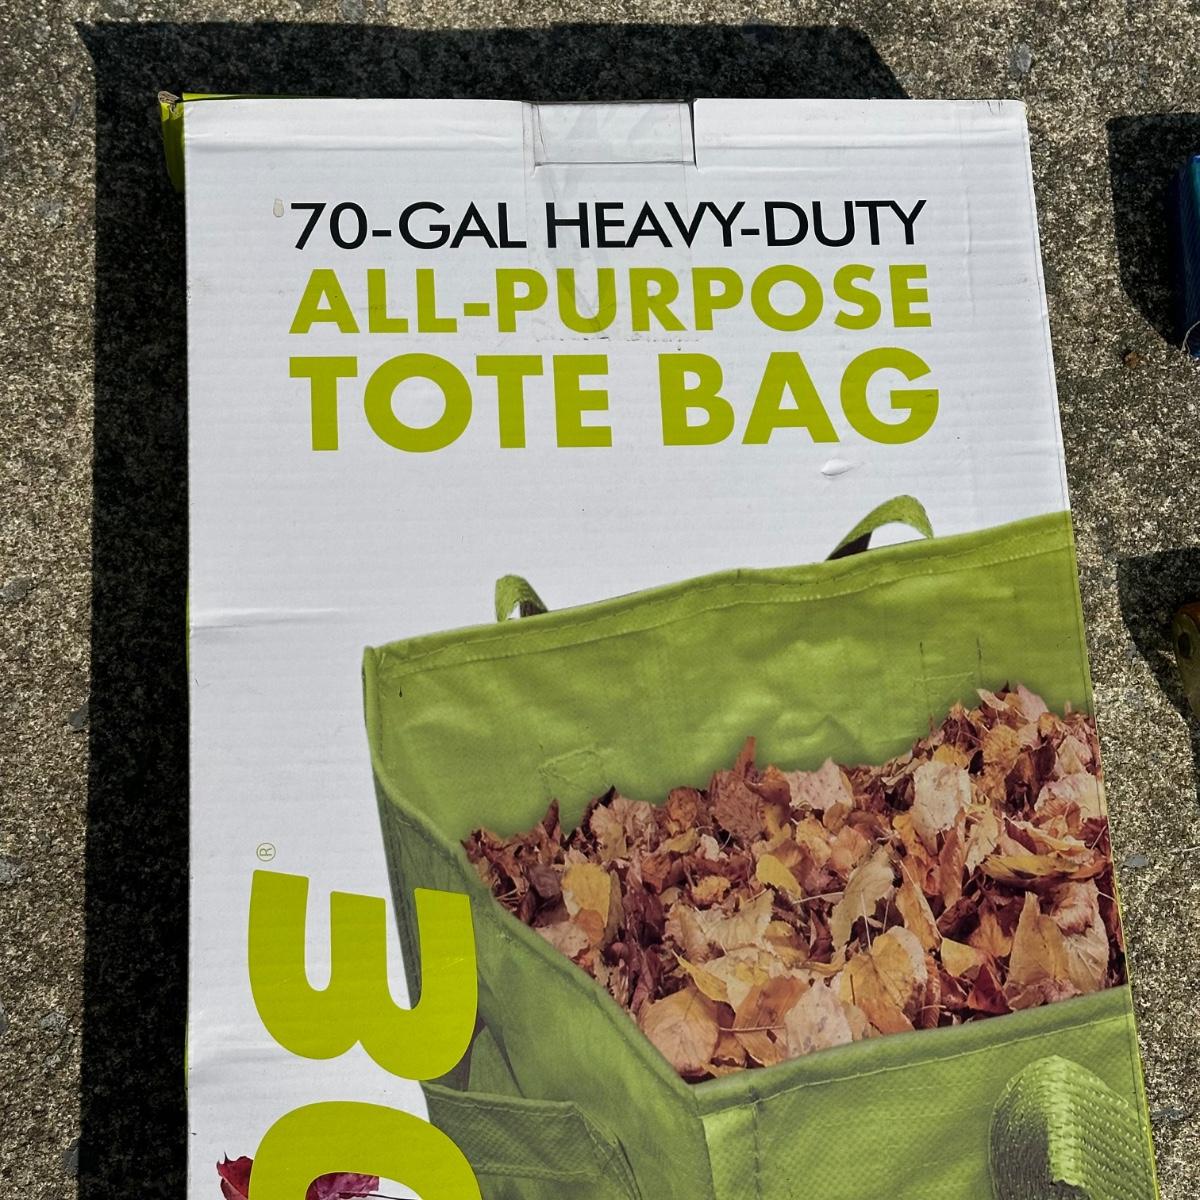 70-GAL HEAVY-DUTY
ALL-PURPOSE
TOTE BAG
®